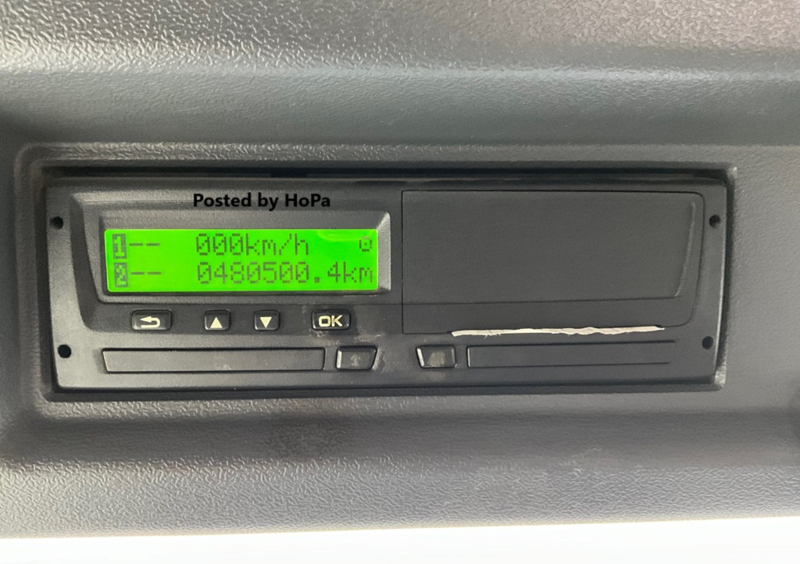 Posted by HoPa
1-- 000km/h
2-- 0480500.4km
OK